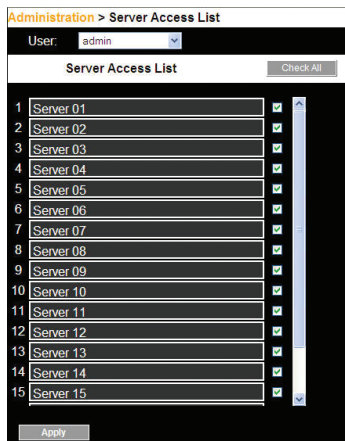 Administration > Server Access List
User: admin
Server Access List Check All
1 Server 01
2 Server 02
3 Server 03
4 Server 04
5 Server 05
6 Server 06
7 Server 07
8 Server 08
9 Server 09
10 Server 10
11 Server 11
12 Server 12
13 Server 13
14 Server 14
15 Server 15
Apply